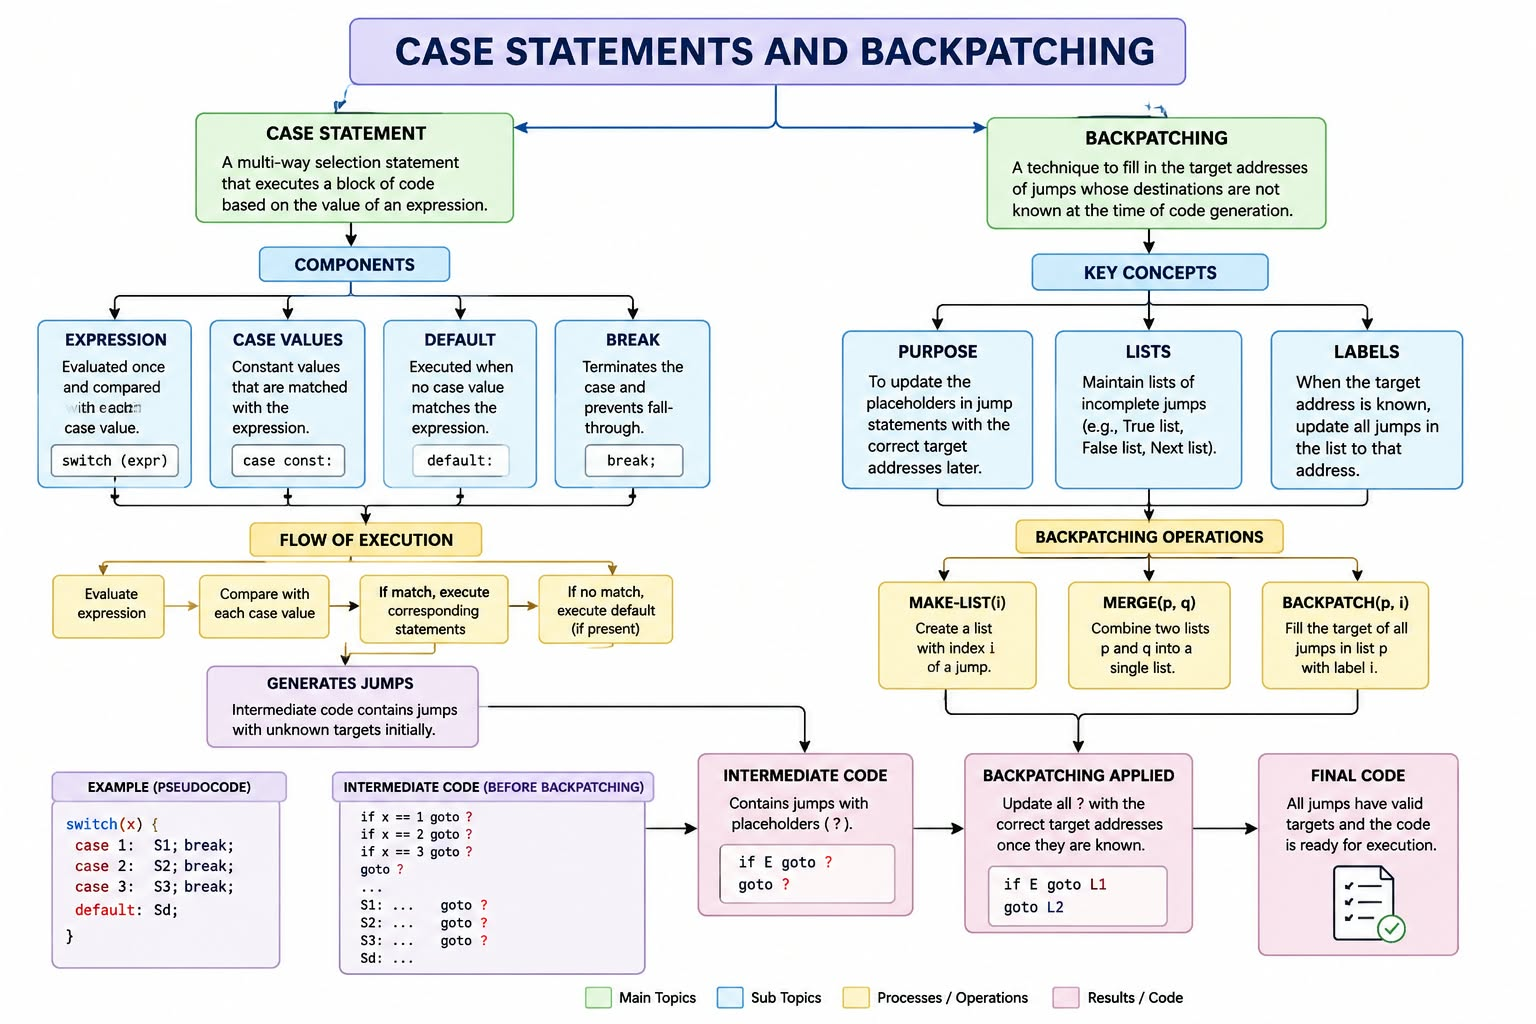 CASE STATEMENTS AND BACKPATCHING
CASE STATEMENT
A multi-way selection statement
that executes a block of code
based on the value of an expression.
BACKPATCHING
A technique to fill in the target addresses
of jumps whose destinations are not
known at the time of code generation.
COMPONENTS
EXPRESSION
Evaluated once
and compared
with each
case value.
switch (expr)
CASE VALUES
Constant values
that are matched
with the
expression.
case const:
DEFAULT
Executed when
no case value
matches the
expression.
default:
BREAK
Terminates the
case and
prevents fall-
through.
break;
KEY CONCEPTS
PURPOSE
To update the
placeholders in jump
statements with the
correct target
addresses later.
LISTS
Maintain lists of
incomplete jumps
(e.g., True list,
False list, Next list).
LABELS
When the target
address is known,
update all jumps in
the list to that
address.
FLOW OF EXECUTION
Evaluate
expression
Compare with
each case value
If match, execute
corresponding
statements
If no match,
execute default
(if present)
BACKPATCHING OPERATIONS
MAKE-LIST(i)
Create a list
with index i
of a jump.
MERGE(p, q)
Combine two lists
p and q into a
single list.
BACKPATCH(p, i)
Fill the target of all
jumps in list p
with label i.
GENERATES JUMPS
Intermediate code contains jumps
with unknown targets initially.
EXAMPLE (PSEUDOCODE)
switch(x) {
case 1: S1; break;
case 2: S2; break;
case 3: S3; break;
default: Sd;
}
INTERMEDIATE CODE (BEFORE BACKPATCHING)
if x == 1 goto ?
if x == 2 goto ?
if x == 3 goto ?
goto ?
...
S1: ... goto ?
S2: ... goto ?
S3: ... goto ?
Sd: ...
INTERMEDIATE CODE
Contains jumps with
placeholders ( ? ).
if E goto ?
goto ?
BACKPATCHING APPLIED
Update all ? with the
correct target addresses
once they are known.
if E goto L1
goto L2
FINAL CODE
All jumps have valid
targets and the code
is ready for execution.
Main Topics
Sub Topics
Processes / Operations
Results / Code